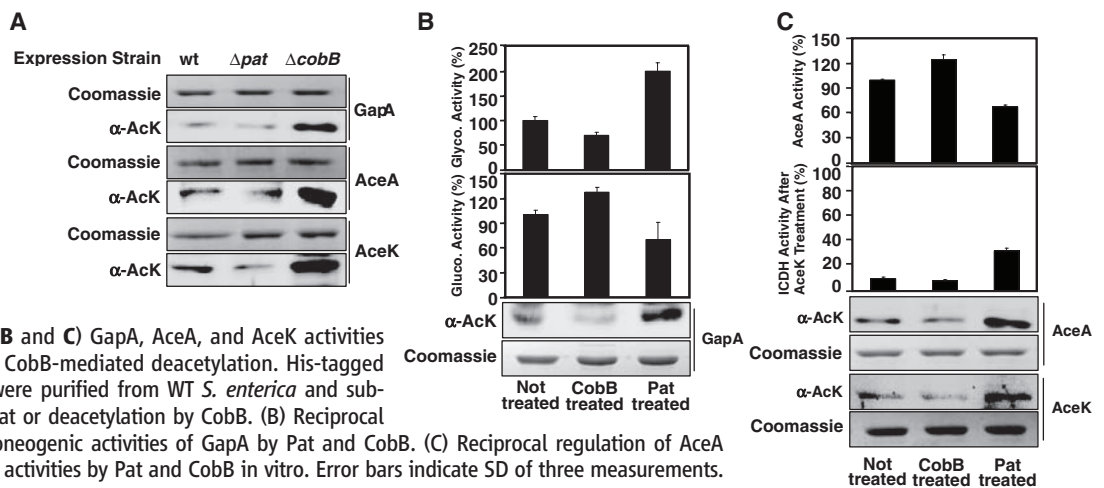 A
Expression Strain wt Δpat ΔcobB
Coomassie
α-AcK
GapA
Coomassie
α-AcK
AceA
Coomassie
α-AcK
AceK
B and C) GapA, AceA, and AceK activities
CobB-mediated deacetylation. His-tagged
were purified from WT S. enterica and sub-
at or deacetylation by CobB. (B) Reciprocal
oneogenic activities of GapA by Pat and CobB. (C) Reciprocal regulation of AceA
activities by Pat and CobB in vitro. Error bars indicate SD of three measurements.
B
Glyco. Activity (%)
250
200
150
100
50
0
Gluco. Activity (%)
150
120
90
60
30
0
α-AcK
Coomassie
GapA
Not treated
CobB treated
Pat treated
C
AceA Activity (%)
150
120
90
60
30
0
ICDH Activity After
AceK Treatment (%)
100
80
60
40
20
0
α-AcK
Coomassie
AceA
α-AcK
Coomassie
AceK
Not treated
CobB treated
Pat treated